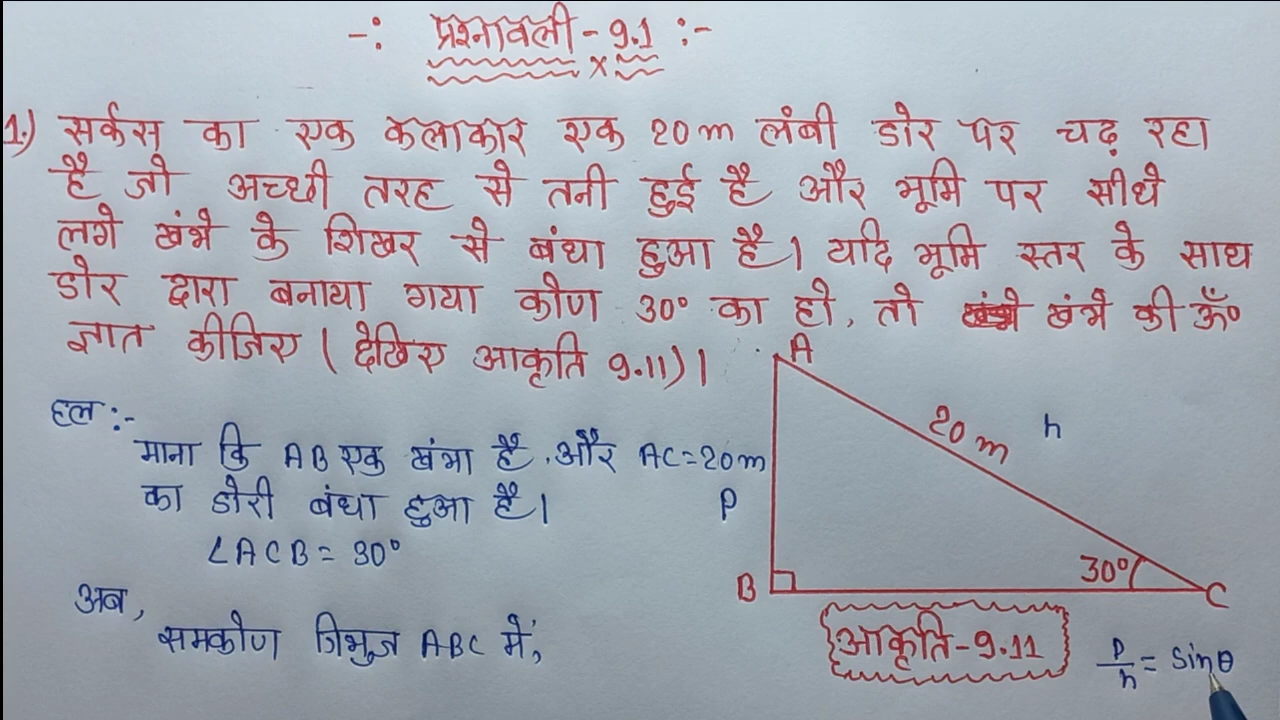 -: प्रश्नावली - 9.1 :-
x
1.) सर्कस का एक कलाकार एक 20 m लंबी डोर पर चढ़ रहा
है जो अच्छी तरह से तनी हुई है और भूमि पर सीधे
लगे खंभे के शिखर से बंधा हुआ है। यदि भूमि स्तर के साथ
डोर द्वारा बनाया गया कोण 30° का हो, तो खंभे की ऊँ०
ज्ञात कीजिए (देखिए आकृति 9.11)।
A
20 m
h
हल :-
माना कि AB एक खंभा है, और AC = 20 m
का डोरी बंधा हुआ है।
P
∠ACB = 30°
30°
B
C
अब,
समकोण त्रिभुज ABC में,
आकृति - 9.11
P/h = sinθ